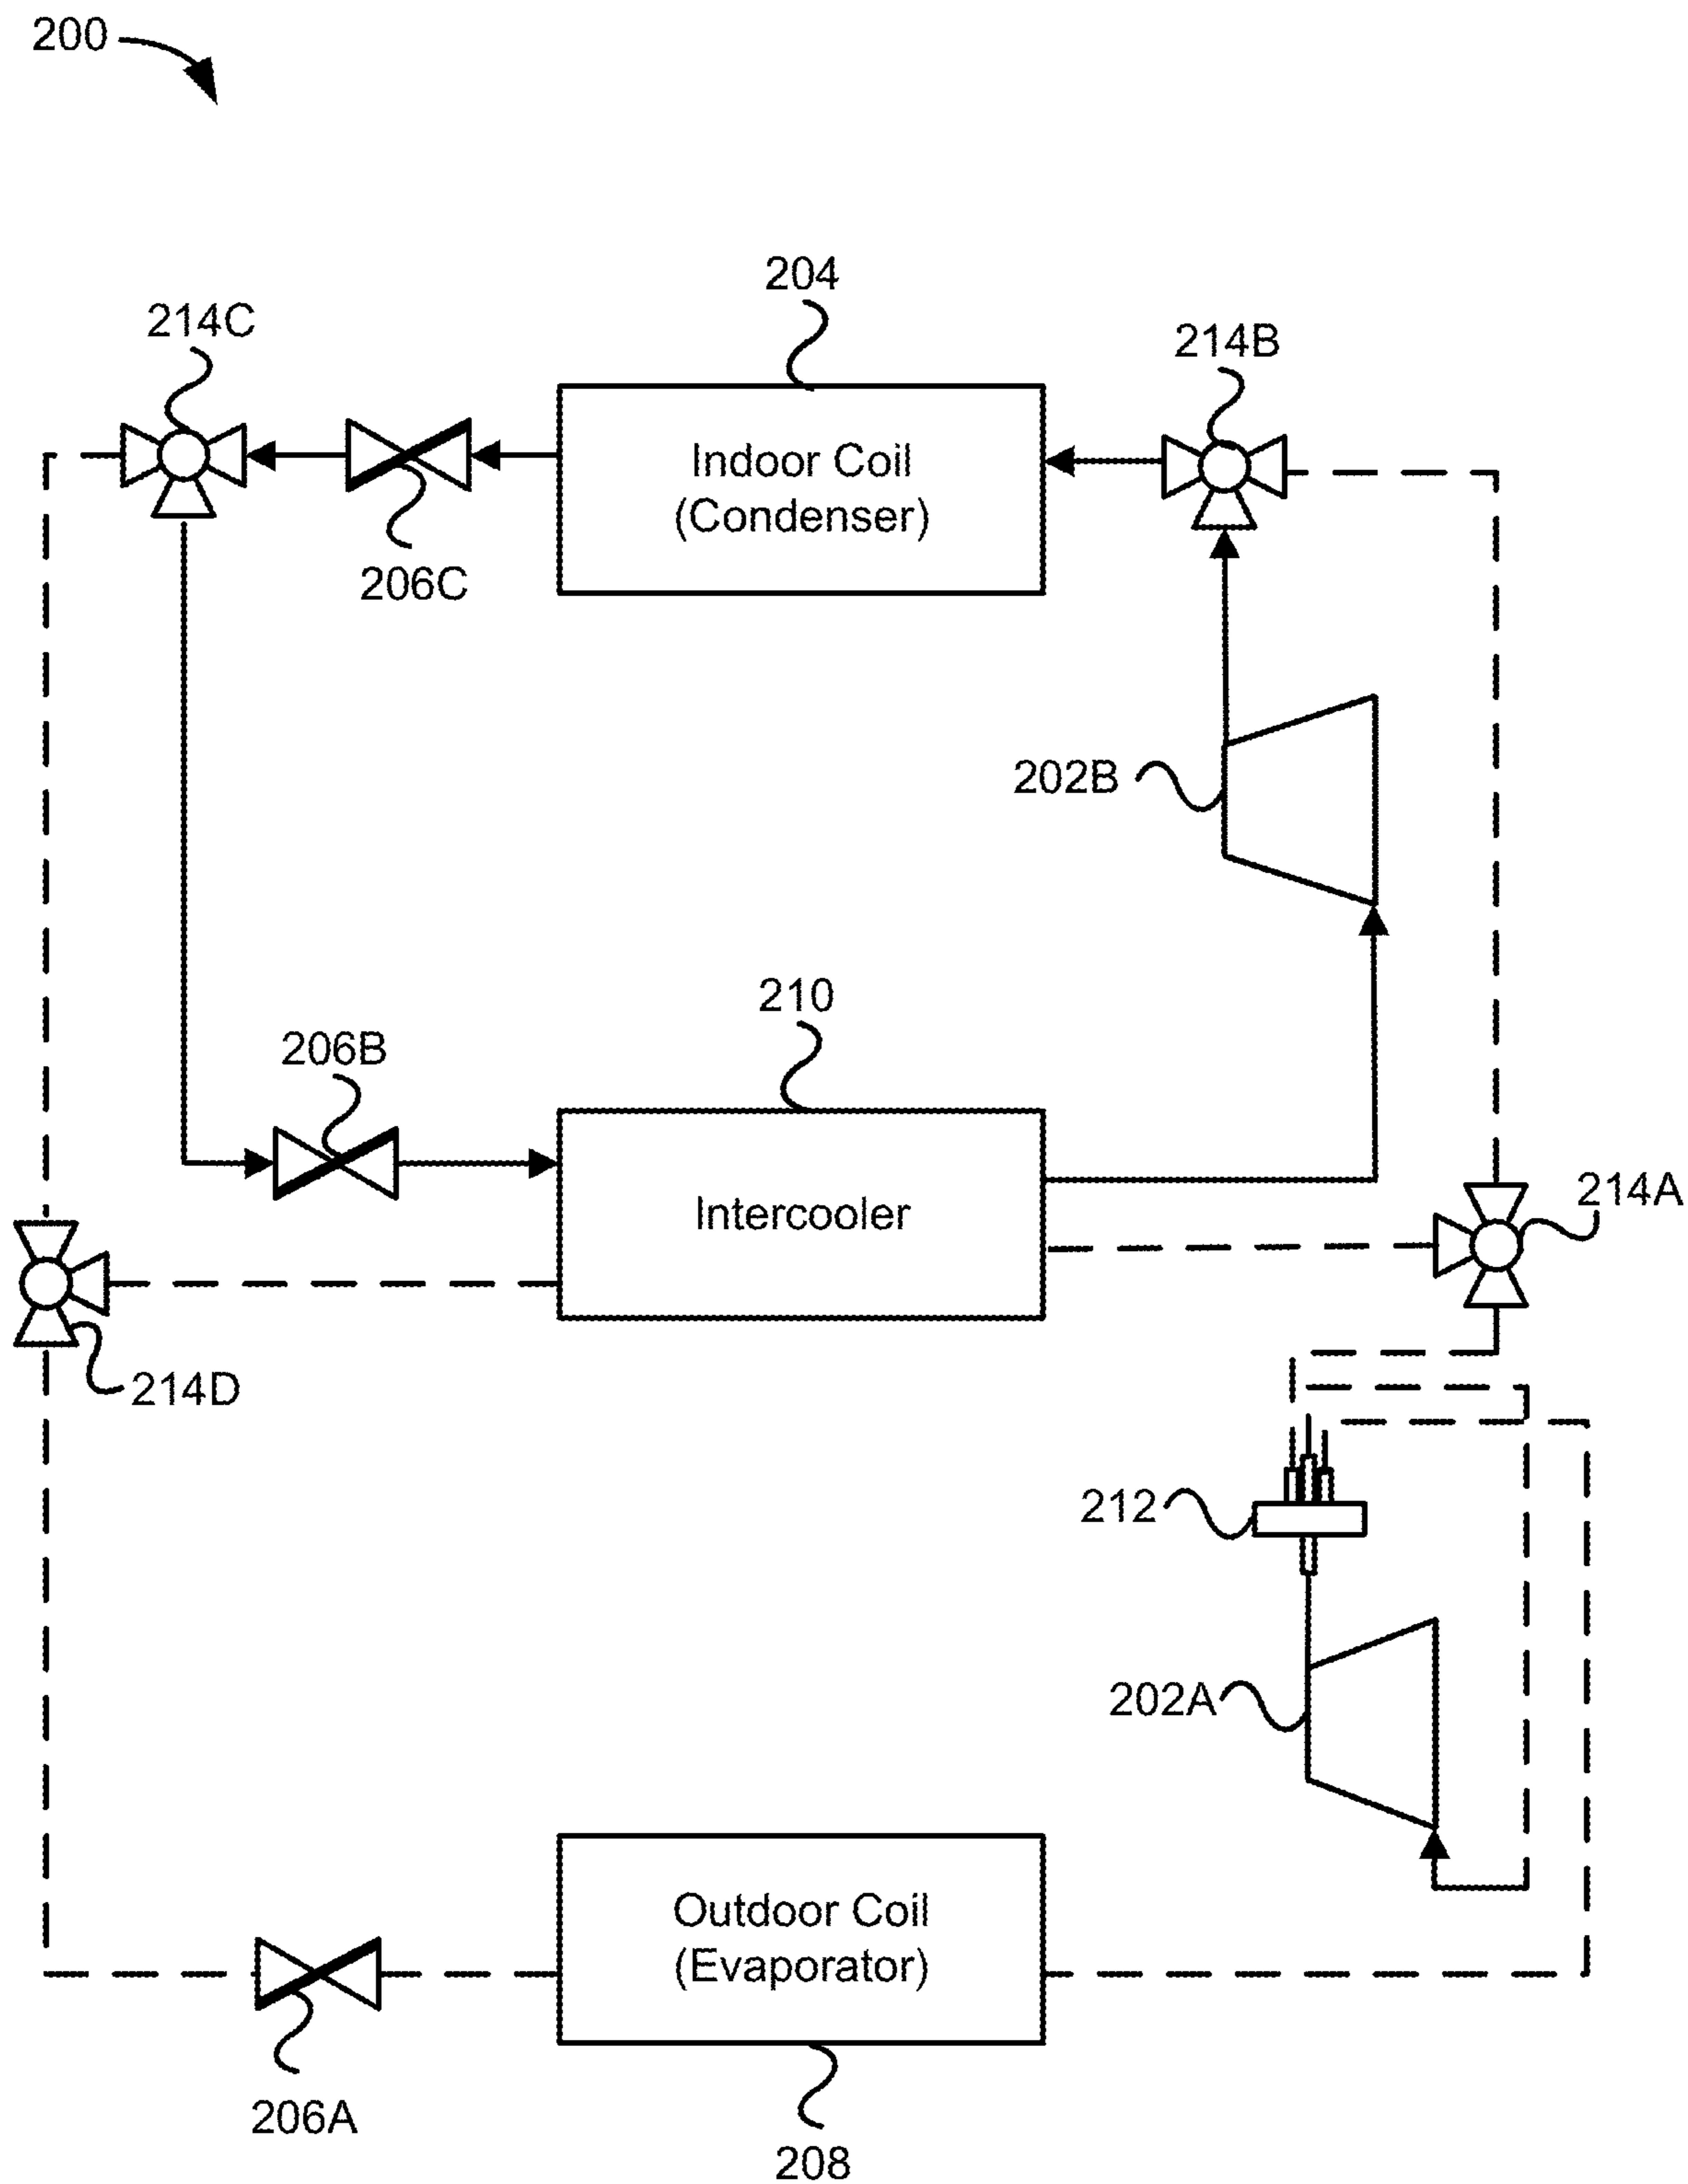 200
204
214C
214B
Indoor Coil
(Condenser)
206C
202B
210
206B
214A
Intercooler
214D
212
202A
Outdoor Coil
(Evaporator)
206A
208